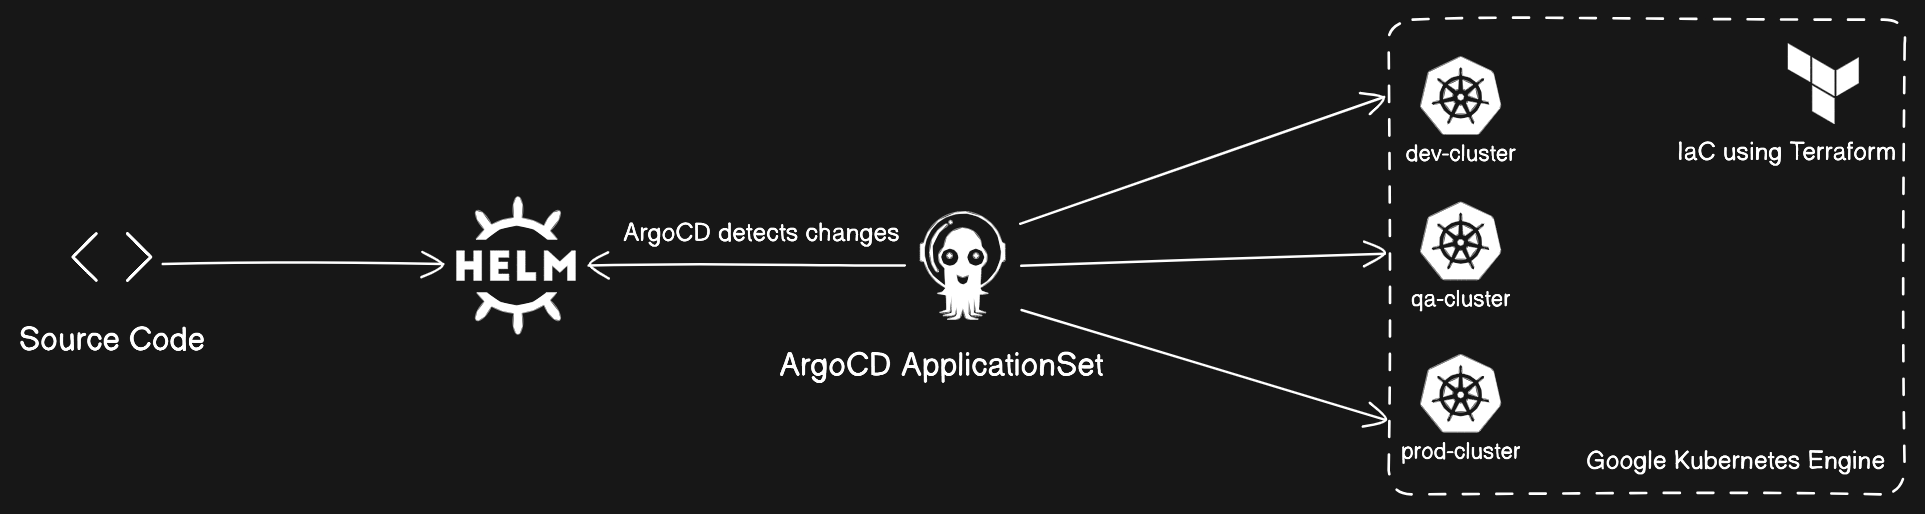 Source Code
HELM
ArgoCD detects changes
ArgoCD ApplicationSet
dev-cluster
IaC using Terraform
qa-cluster
prod-cluster
Google Kubernetes Engine